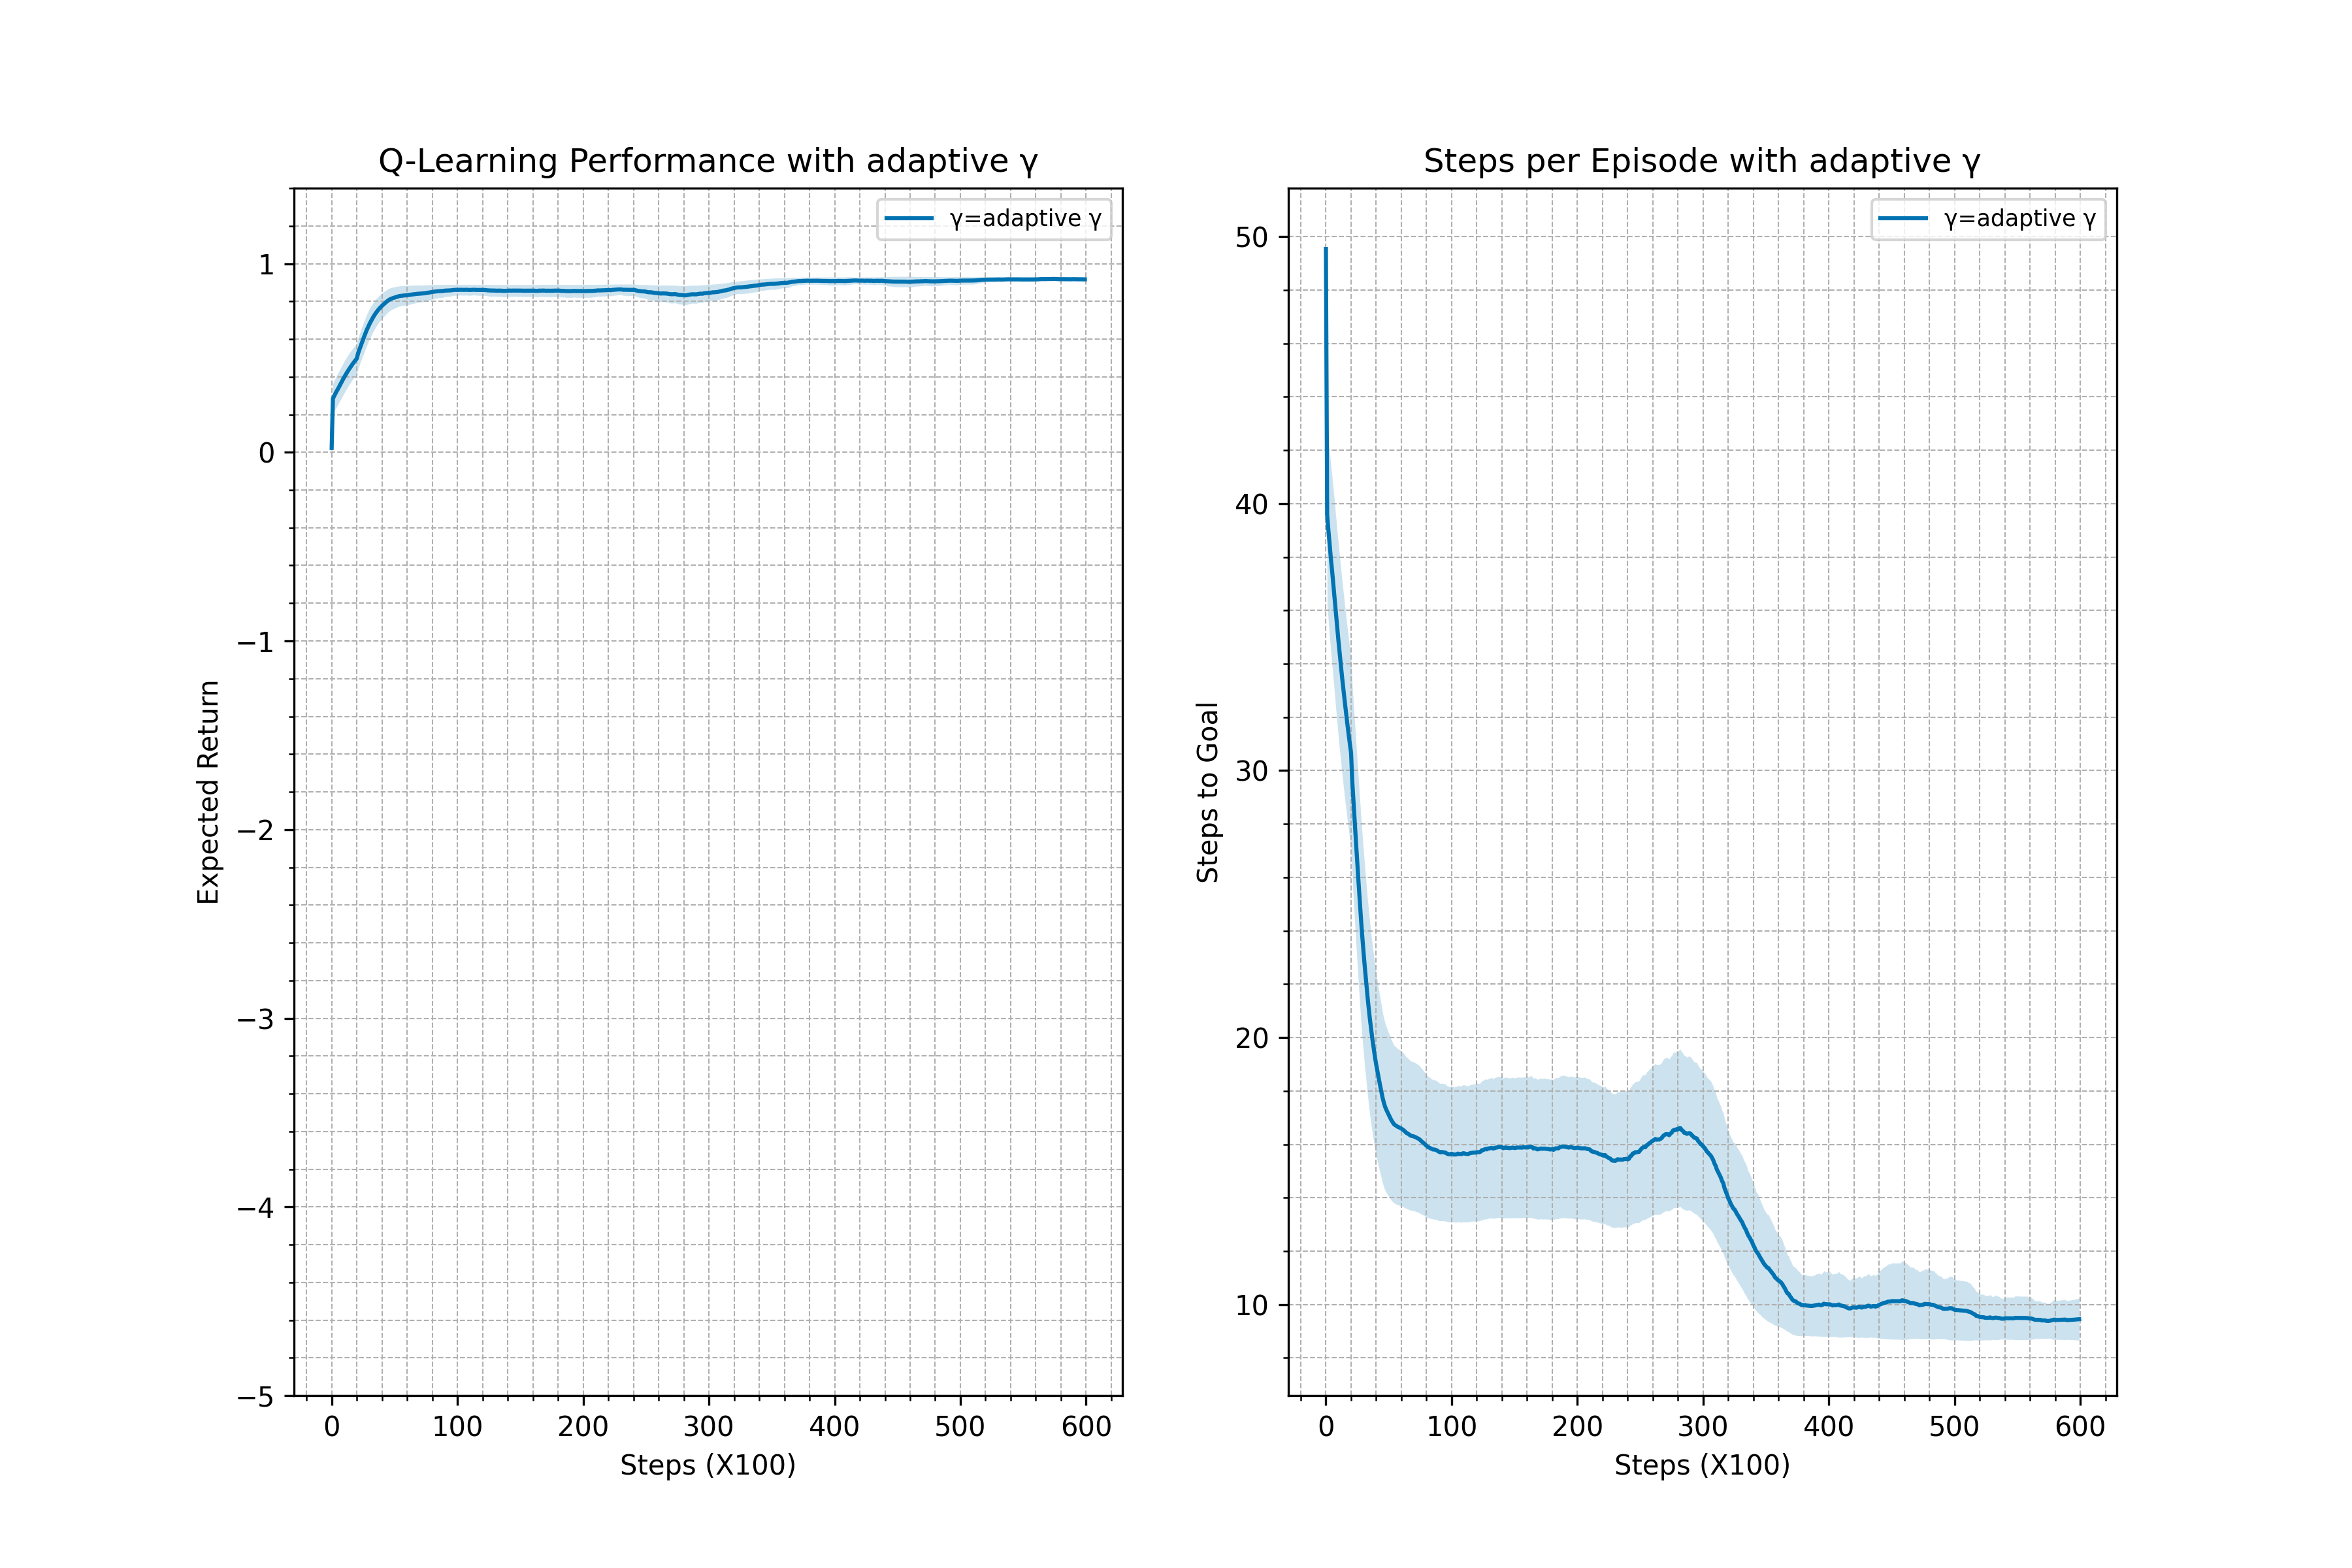 Q-Learning Performance with adaptive γ
γ=adaptive γ
1
0
−1
−2
−3
−4
−5
Expected Return
0 100 200 300 400 500 600
Steps (X100)
Steps per Episode with adaptive γ
γ=adaptive γ
50
40
30
20
10
Steps to Goal
0 100 200 300 400 500 600
Steps (X100)